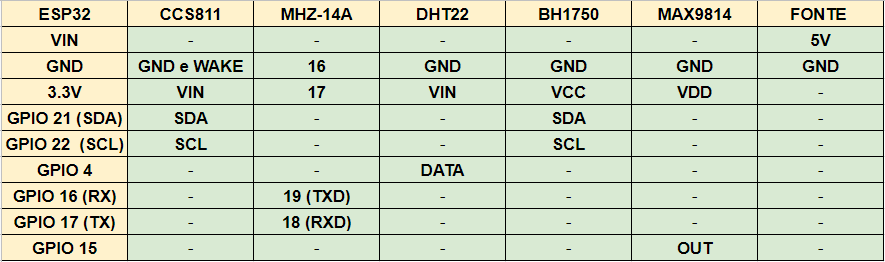 ESP32 CCS811 MHZ-14A DHT22 BH1750 MAX9814 FONTE
VIN - - - - - 5V
GND GND e WAKE 16 GND GND GND GND
3.3V VIN 17 VIN VCC VDD -
GPIO 21 (SDA) SDA - - SDA - -
GPIO 22 (SCL) SCL - - SCL - -
GPIO 4 - - DATA - - -
GPIO 16 (RX) - 19 (TXD) - - - -
GPIO 17 (TX) - 18 (RXD) - - - -
GPIO 15 - - - - OUT -